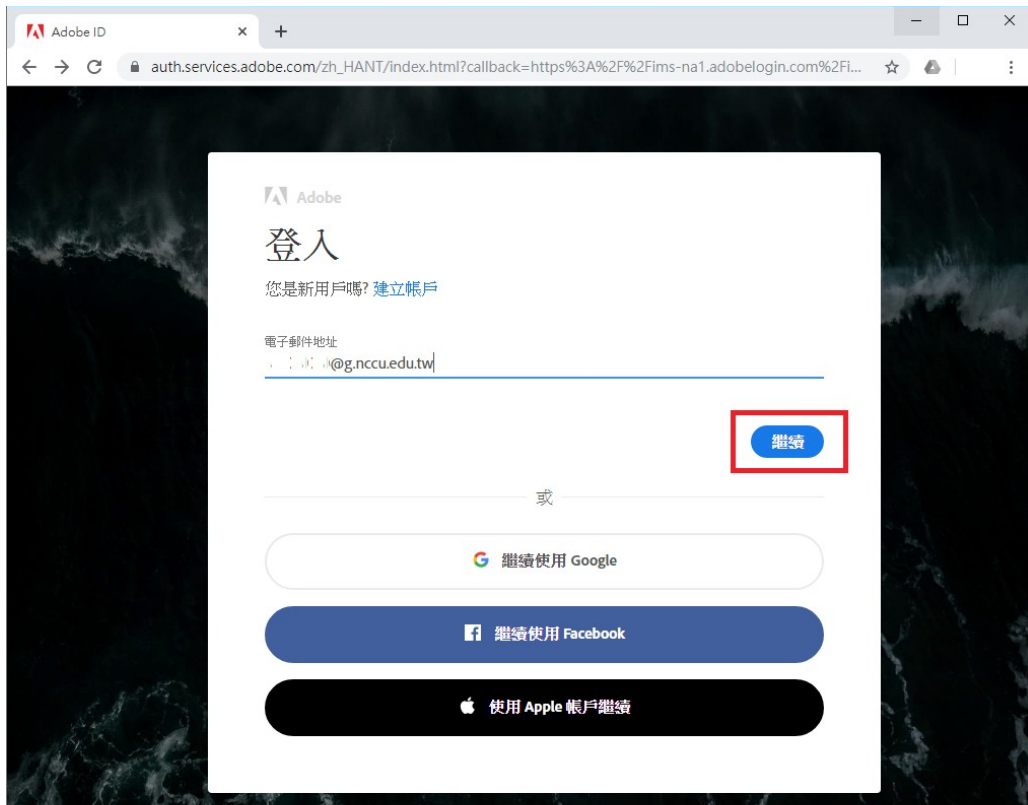 Adobe ID
auth.services.adobe.com/zh_HANT/index.html?callback=https%3A%2F%2Fims-na1.adobelogin.com%2Fi...
Adobe
登入
您是新用戶嗎? 建立帳戶
電子郵件地址
@g.nccu.edu.tw
繼續
或
繼續使用 Google
繼續使用 Facebook
使用 Apple 帳戶繼續